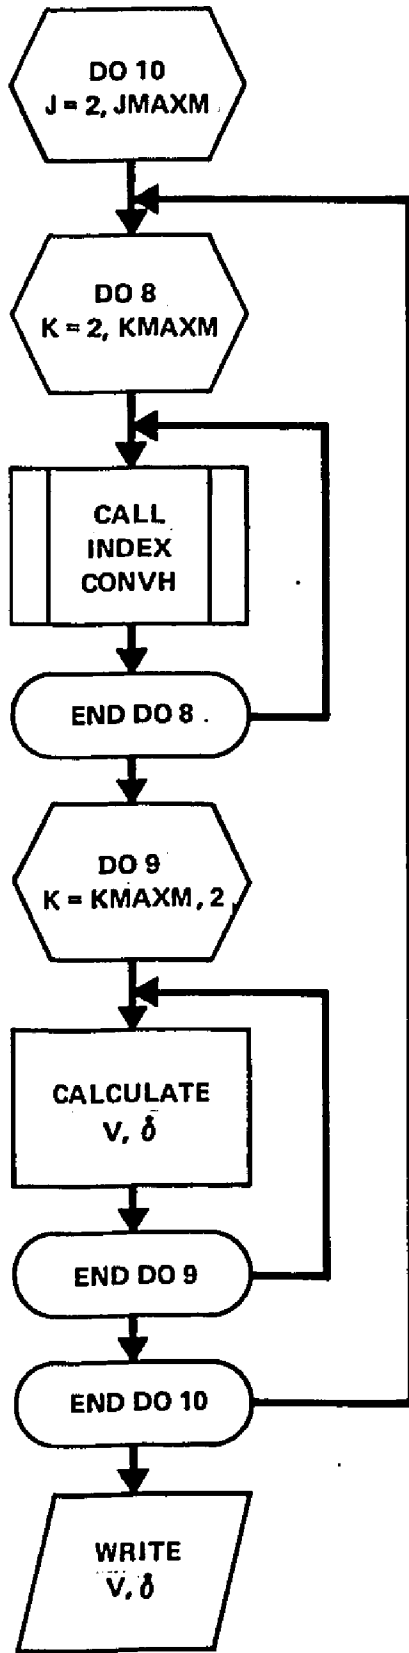 DO 10
J = 2, JMAXM
DO 8
K = 2, KMAXM
CALL
INDEX
CONVH
END DO 8
DO 9
K = KMAXM, 2
CALCULATE
V, δ
END DO 9
END DO 10
WRITE
V, δ